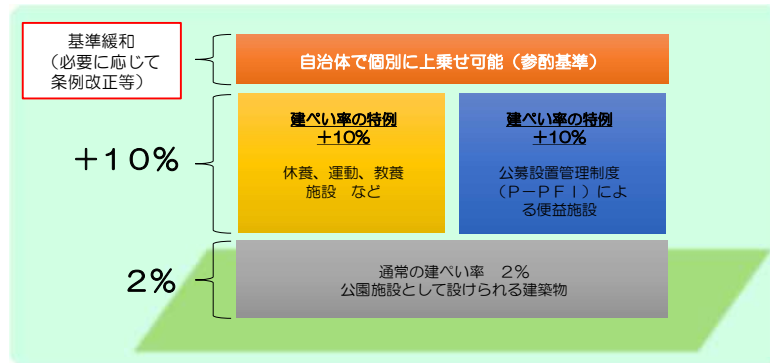 基準緩和
（必要に応じて
条例改正等）
自治体で個別に上乗せ可能（参酌基準）
＋１０％
建ぺい率の特例
＋10％
休養、運動、教養
施設　など
建ぺい率の特例
＋10％
公募設置管理制度
（Ｐ－ＰＦＩ）によ
る便益施設
２％
通常の建ぺい率　２％
公園施設として設けられる建築物